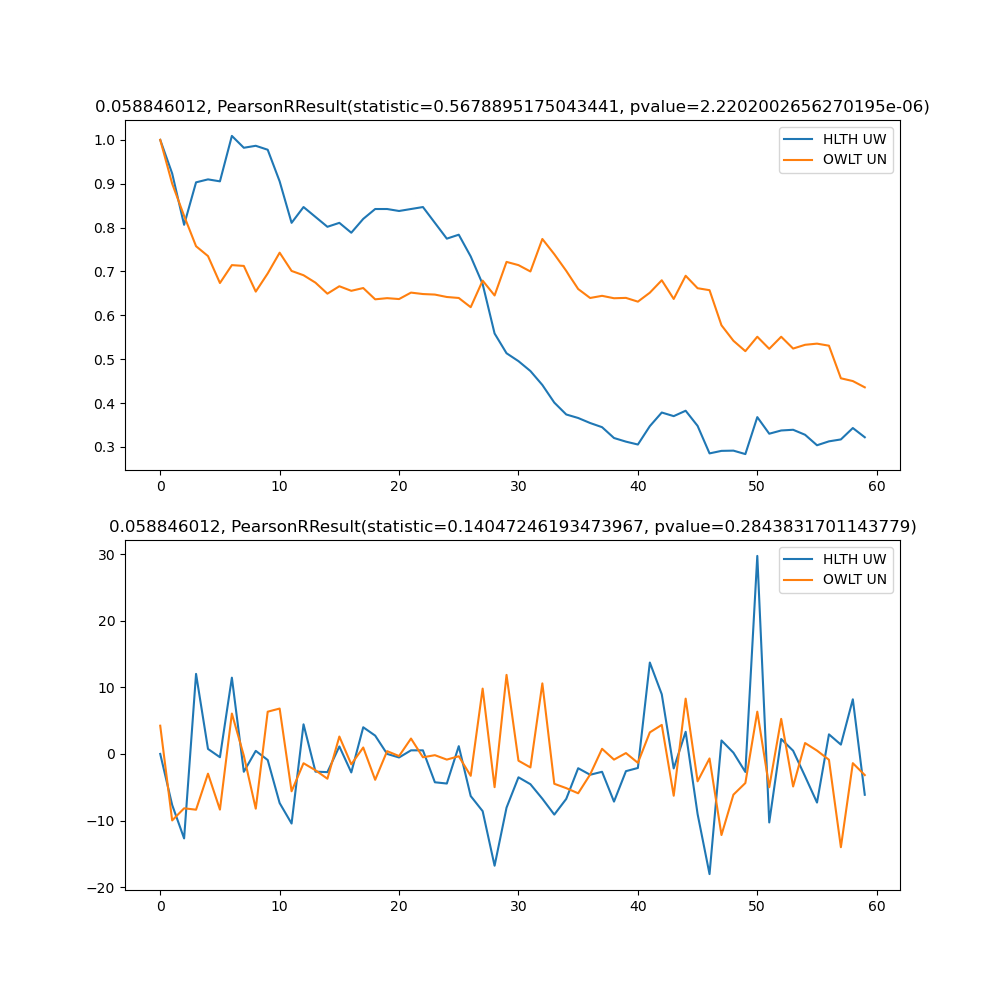 0.058846012, PearsonRResult(statistic=0.5678895175043441, pvalue=2.2202002656270195e-06)
HLTH UW
OWLT UN
1.0
0.9
0.8
0.7
0.6
0.5
0.4
0.3
0 10 20 30 40 50 60
0.058846012, PearsonRResult(statistic=0.14047246193473967, pvalue=0.2843831701143779)
HLTH UW
OWLT UN
30
20
10
0
−10
−20
0 10 20 30 40 50 60